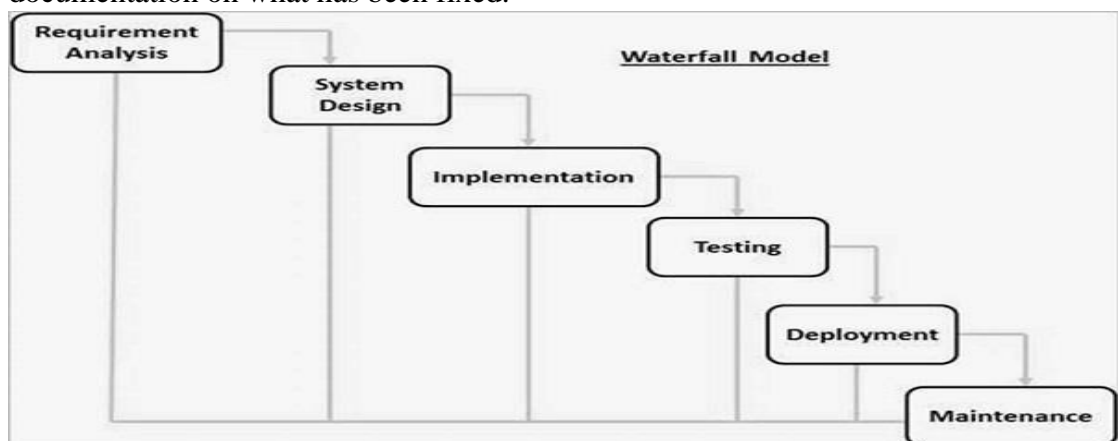 documentation on what has been fixed.
Requirement
Analysis
Waterfall Model
System
Design
Implementation
Testing
Deployment
Maintenance